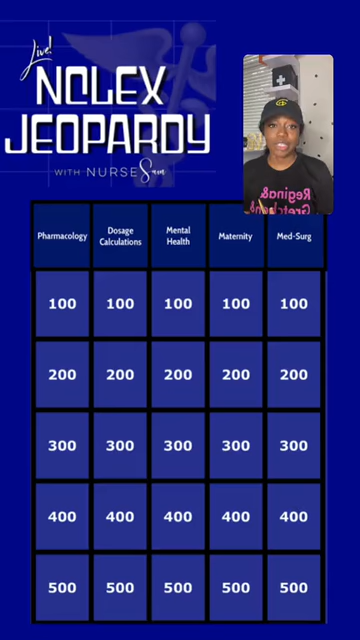 Live!
NCLEX
JEOPARDY
WITH NURSE Sam
Regina &
Gretchen &
Pharmacology
Dosage
Calculations
Mental
Health
Maternity
Med-Surg
100 100 100 100 100
200 200 200 200 200
300 300 300 300 300
400 400 400 400 400
500 500 500 500 500